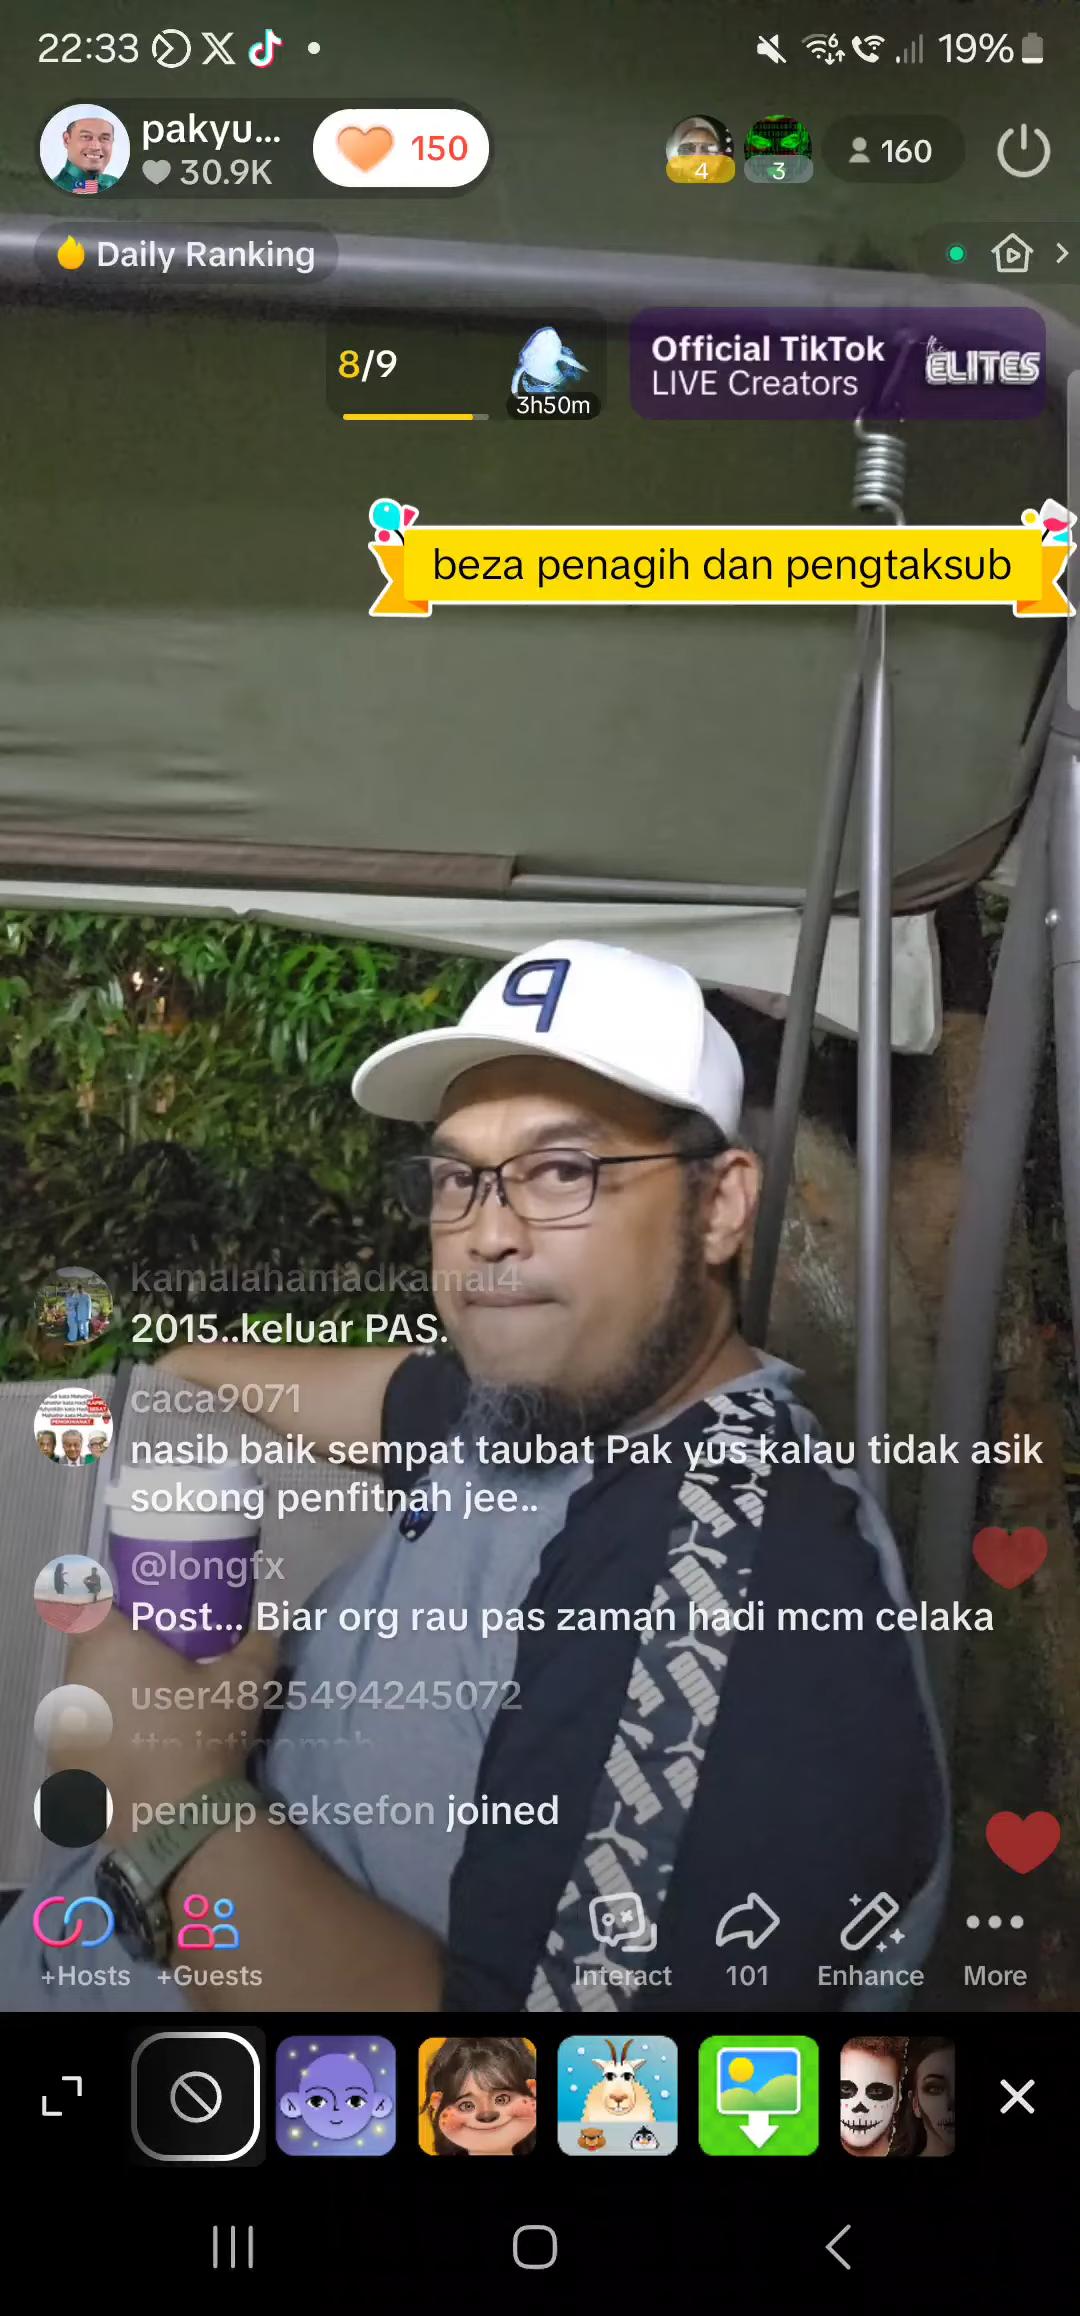 22:33
19%
pakyu...
30.9K
150
4
3
160
Daily Ranking
8/9
3h50m
Official TikTok
LIVE Creators
the
ELITES
beza penagih dan pengtaksub
kamalahamadkamal4
2015..keluar PAS.
caca9071
nasib baik sempat taubat Pak yus kalau tidak asik
sokong penfitnah jee..
@longfx
Post... Biar org rau pas zaman hadi mcm celaka
user4825494245072
ttp istiqomah
peniup seksefon joined
+Hosts
+Guests
Interact
101
Enhance
More